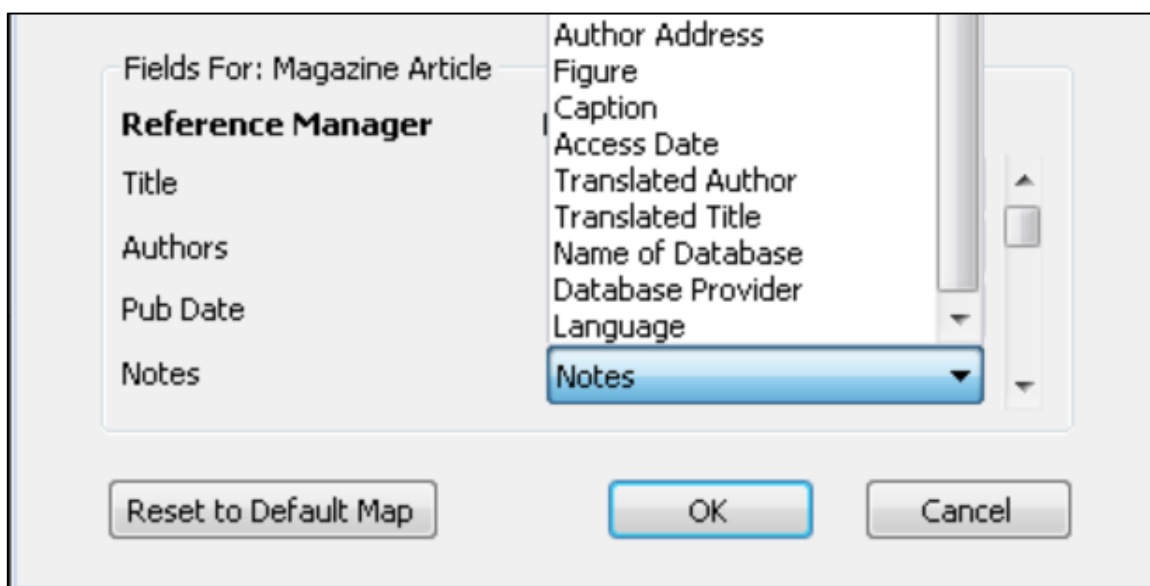 Author Address
Fields For: Magazine Article
Figure
Caption
Reference Manager
Access Date
Title
Translated Author
Translated Title
Authors
Name of Database
Database Provider
Pub Date
Language
Notes
Notes
Reset to Default Map
OK
Cancel